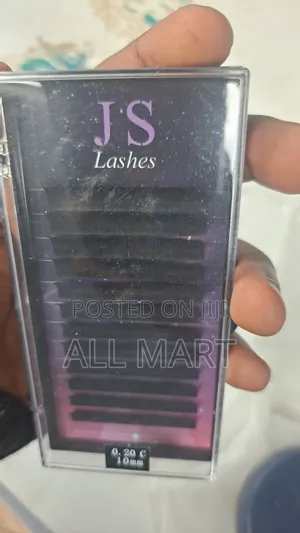 JS
Lashes
POSTED ON JIJI
ALL MART
0.20 C
10mm